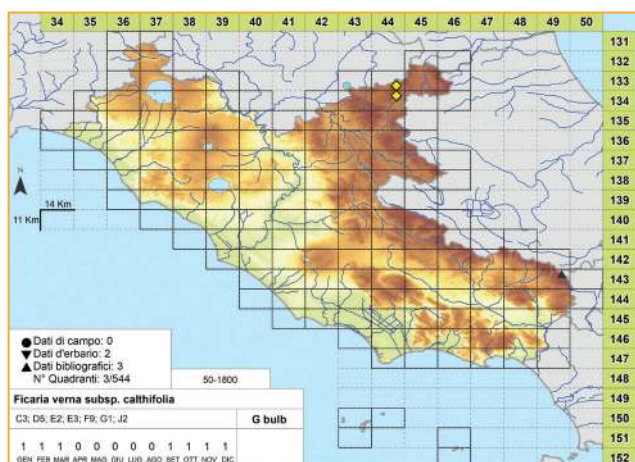 34 35 36 37 38 39 40 41 42 43 44 45 46 47 48 49 50
131
132
133
134
135
136
137
138
139
140
141
142
143
144
145
146
147
148
149
150
151
152
N
14 Km
11 Km
Dati di campo: 0
Dati d'erbario: 2
Dati bibliografici: 3
N° Quadranti: 3/544
50-1800
Ficaria verna subsp. calthifolia
C3; D5; E2; E3; F9; G1; J2
G bulb
1 1 1 0 0 0 0 0 1 1 1 1
GEN FEB MAR APR MAG GIU LUG AGO SET OTT NOV DIC